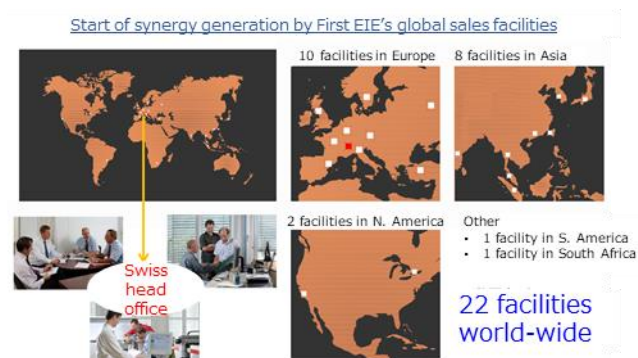 Start of synergy generation by First EIE's global sales facilities
10 facilities in Europe
8 facilities in Asia
2 facilities in N. America
Other
• 1 facility in S. America
• 1 facility in South Africa
Swiss
head
office
22 facilities
world-wide